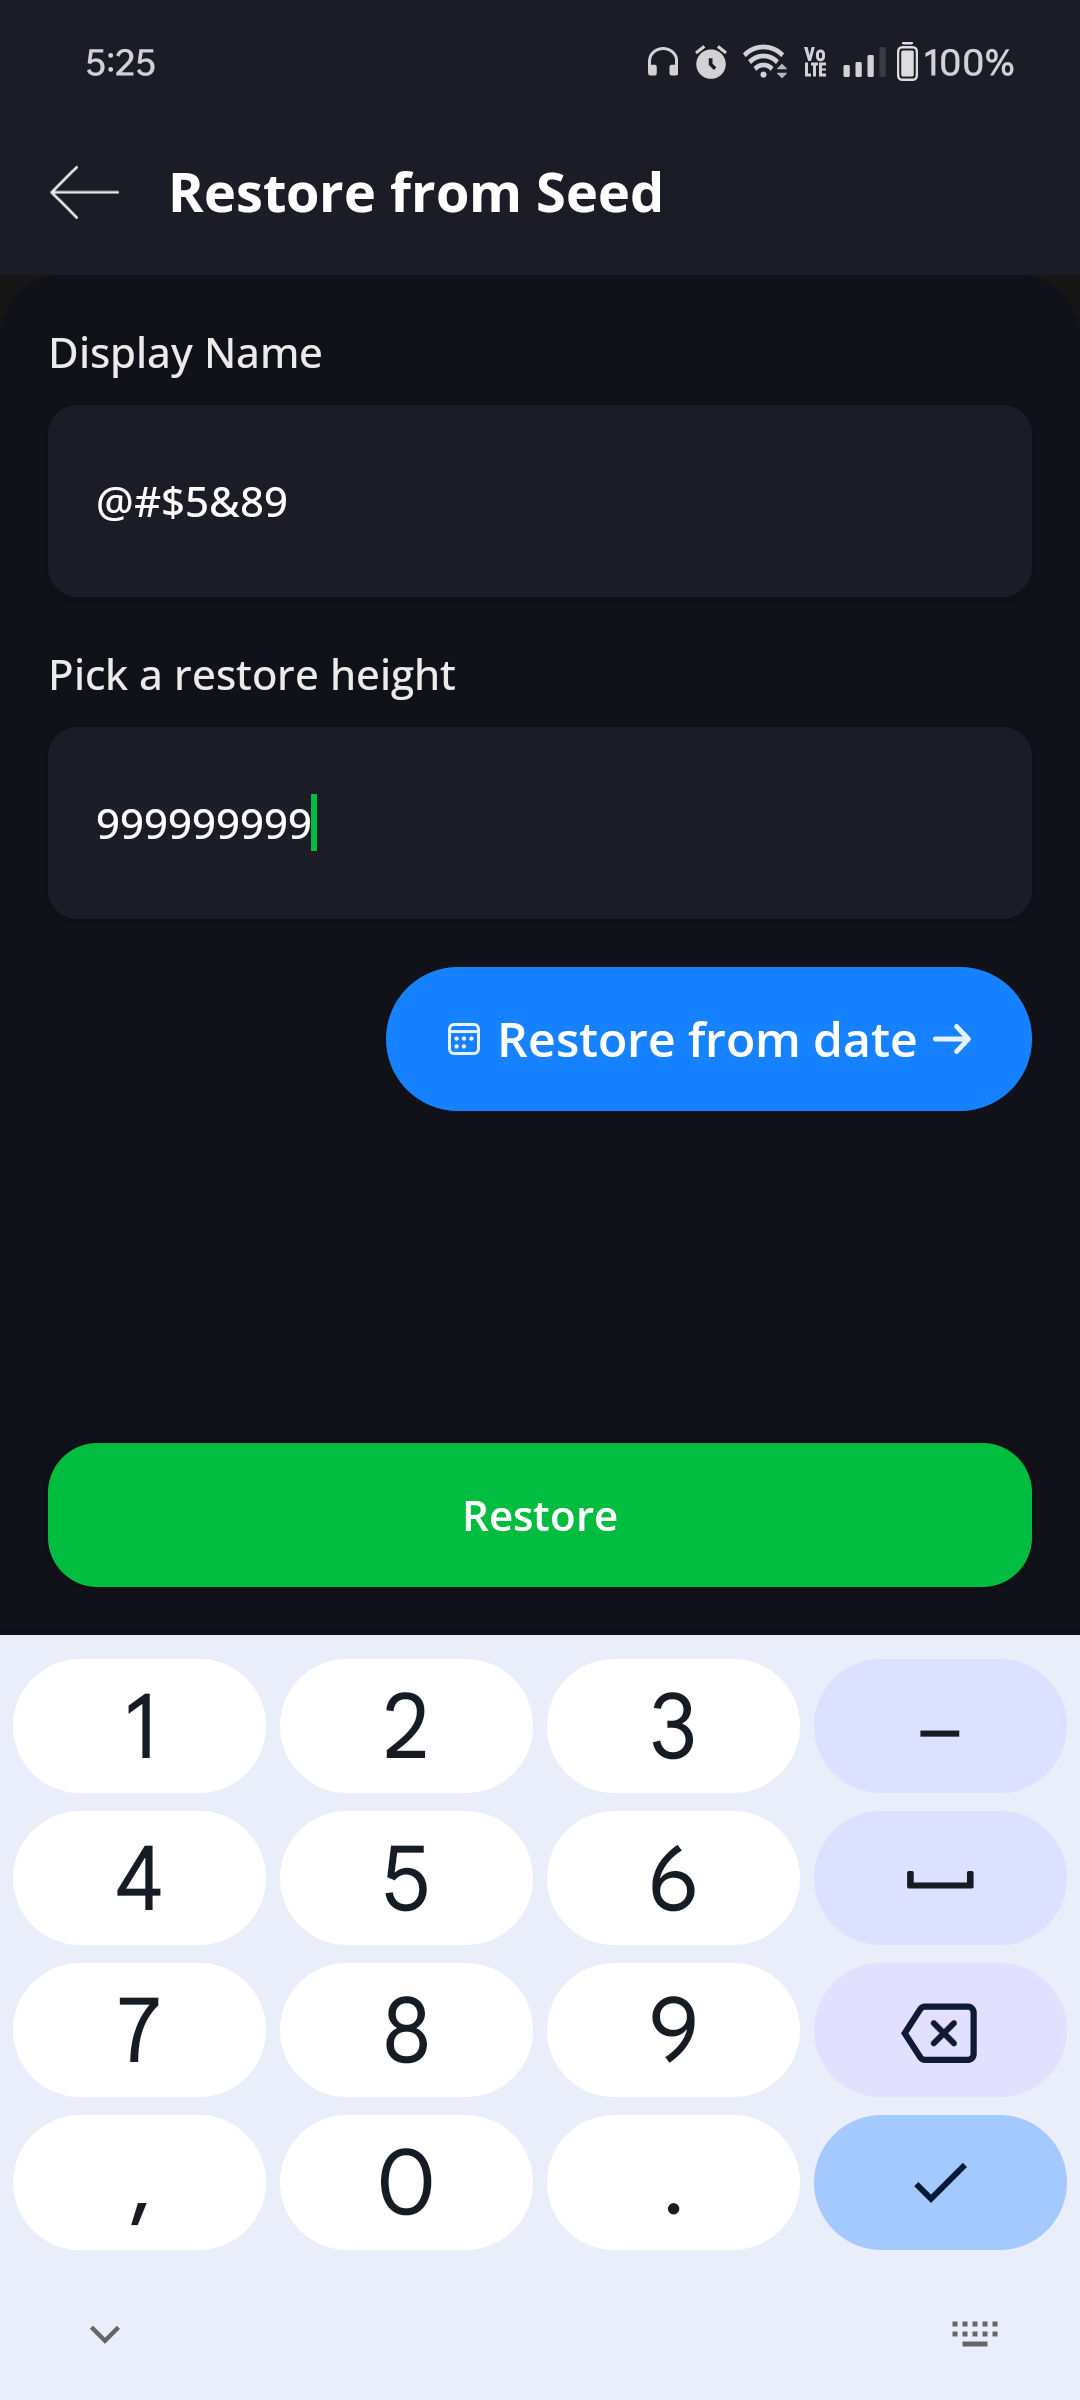 5:25 Vo LTE 100%
Restore from Seed
Display Name
@#$5&89
Pick a restore height
999999999
Restore from date
Restore
1 2 3 –
4 5 6
7 8 9
, 0 .